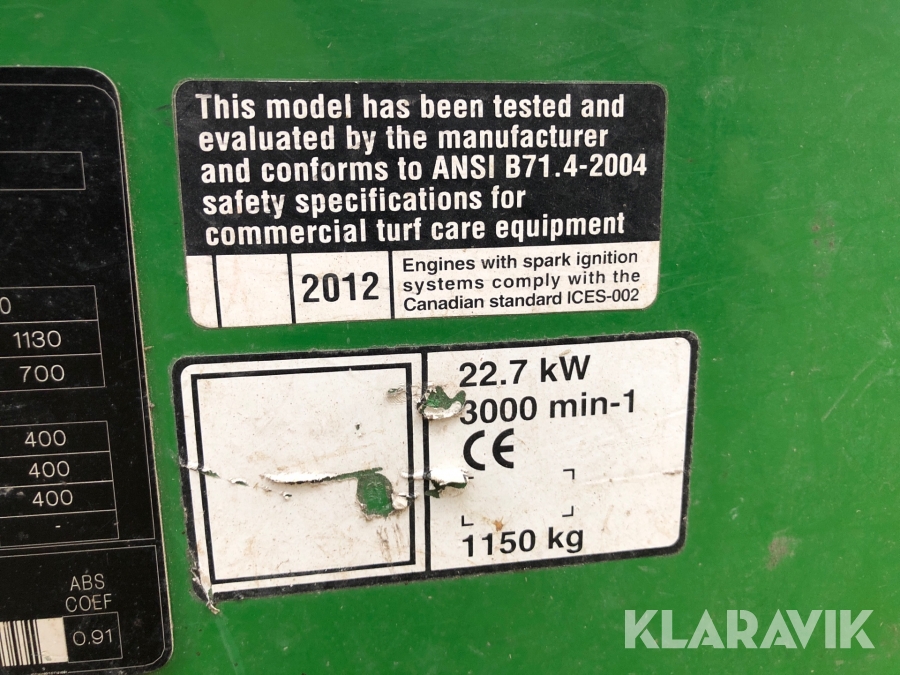 This model has been tested and
evaluated by the manufacturer
and conforms to ANSI B71.4-2004
safety specifications for
commercial turf care equipment
2012
Engines with spark ignition
systems comply with the
Canadian standard ICES-002
0
1130
700
400
400
400
ABS
COEF
0.91
22.7 kW
3000 min-1
CE
1150 kg
KLARAVIK